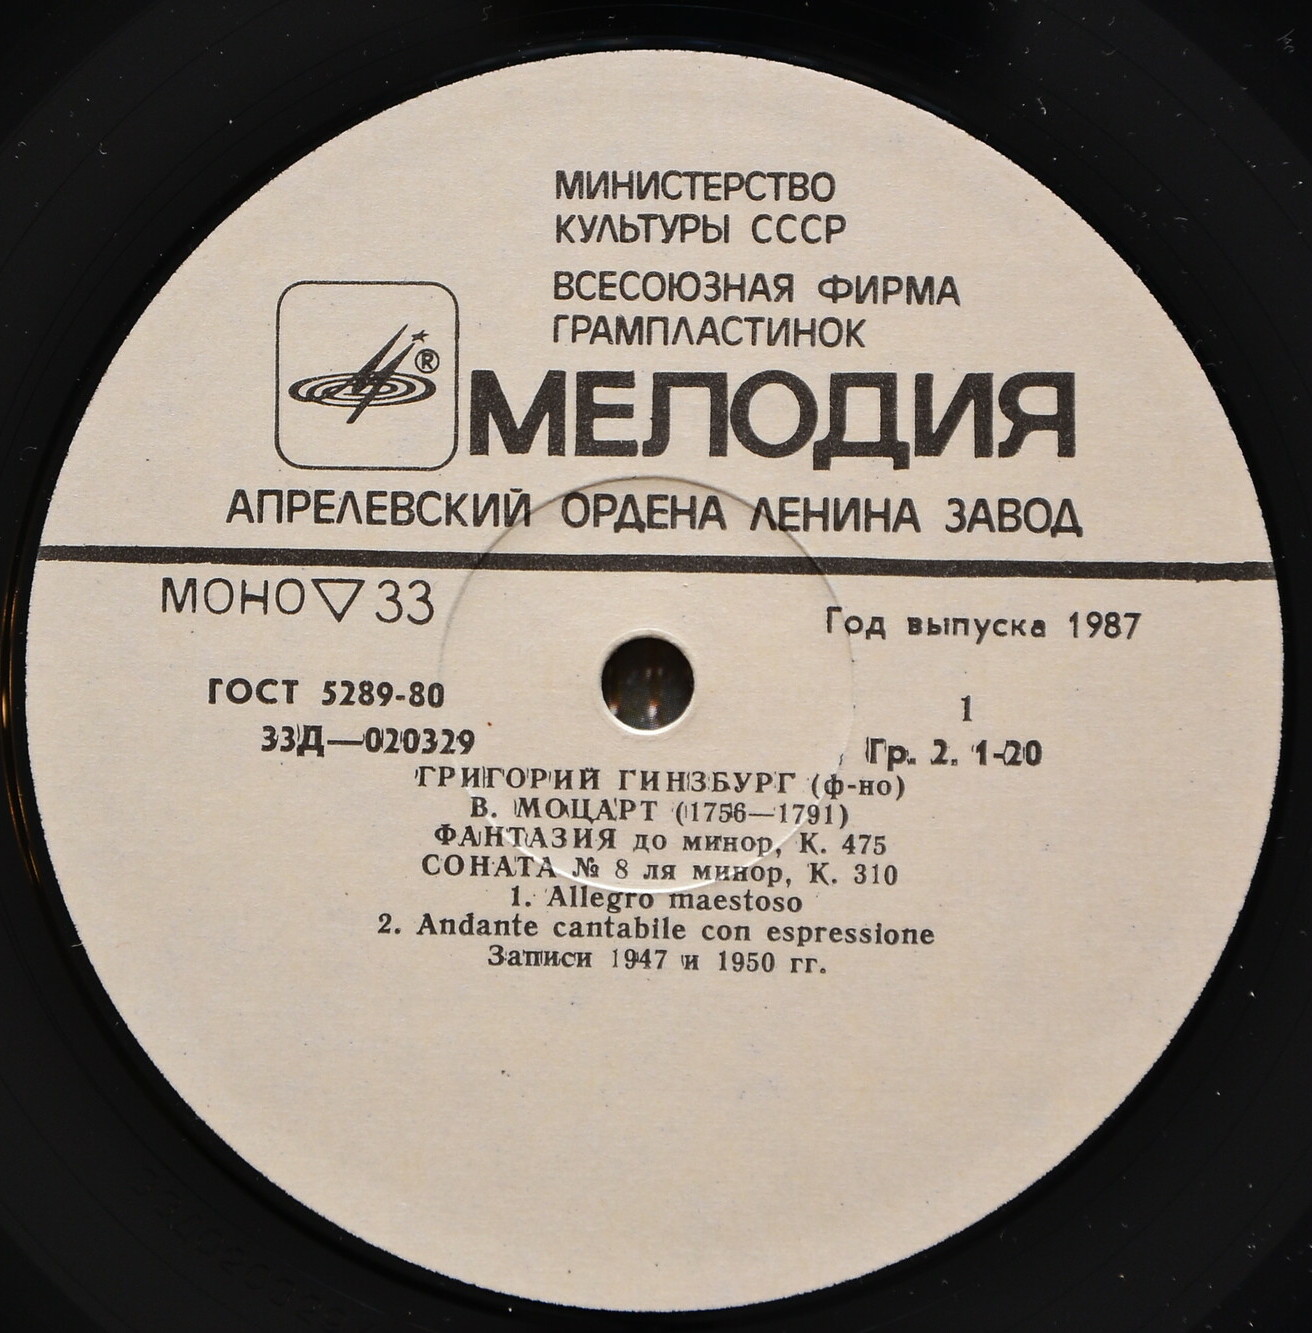 МИНИСТЕРСТВО
КУЛЬТУРЫ СССР
ВСЕСОЮЗНАЯ ФИРМА
ГРАМПЛАСТИНОК
®
МЕЛОДИЯ
АПРЕЛЕВСКИЙ ОРДЕНА ЛЕНИНА ЗАВОД
МОНО ▽ 33
Год выпуска 1987
ГОСТ 5289-80
1
33Д—020329
Гр. 2. 1-20
ГРИГОРИЙ ГИНЗБУРГ (ф-но)
В. МОЦАРТ (1756—1791)
ФАНТАЗИЯ до минор, К. 475
СОНАТА № 8 ля минор, К. 310
1. Allegro maestoso
2. Andante cantabile con espressione
Записи 1947 и 1950 гг.